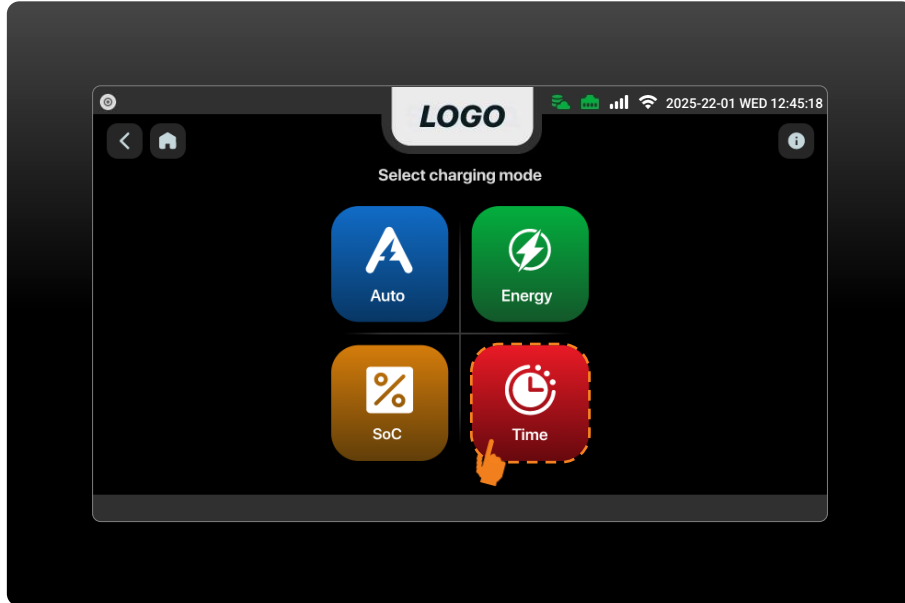 LOGO
2025-22-01 WED 12:45:18
Select charging mode
Auto
Energy
SoC
Time